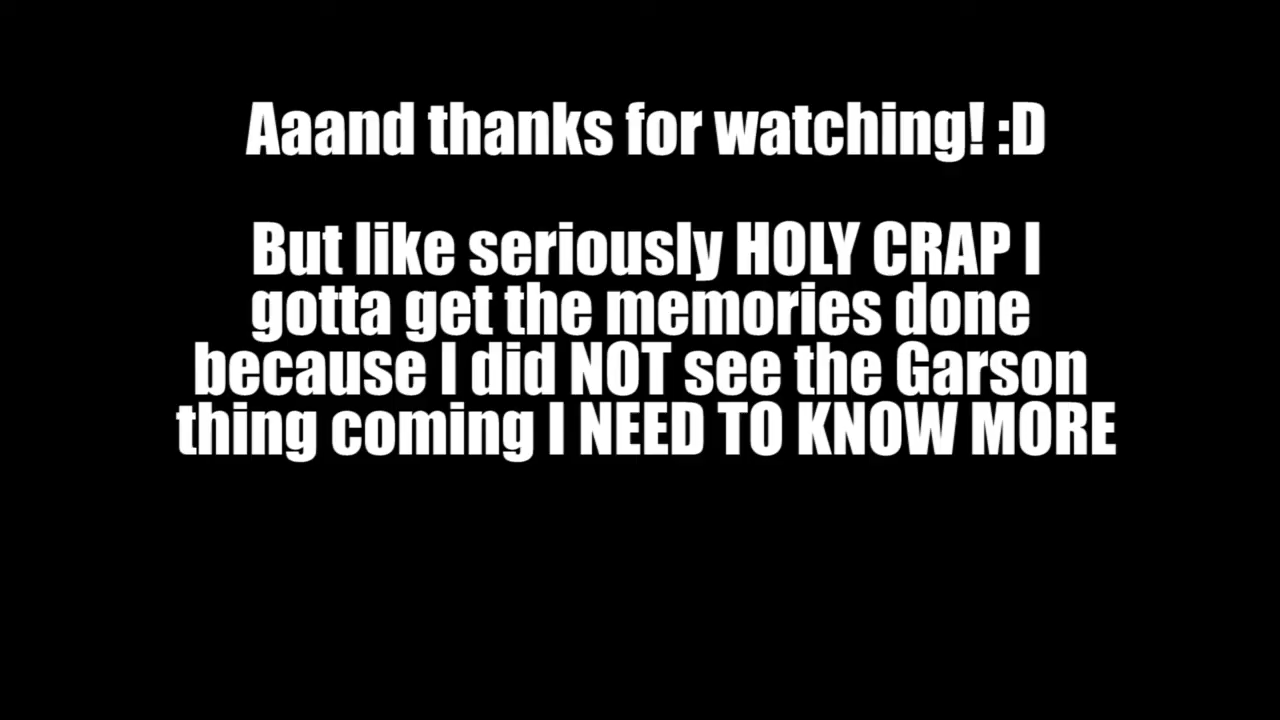 Aaand thanks for watching! :D
But like seriously HOLY CRAP I
gotta get the memories done
because I did NOT see the Garson
thing coming I NEED TO KNOW MORE